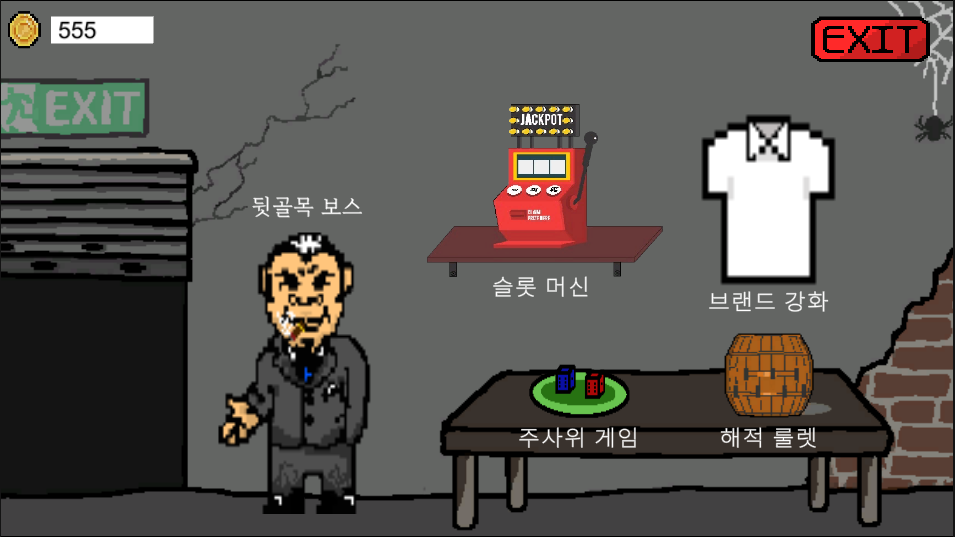 555
EXIT
EXIT
JACKPOT
뒷골목 보스
슬롯 머신
브랜드 강화
주사위 게임
해적 룰렛